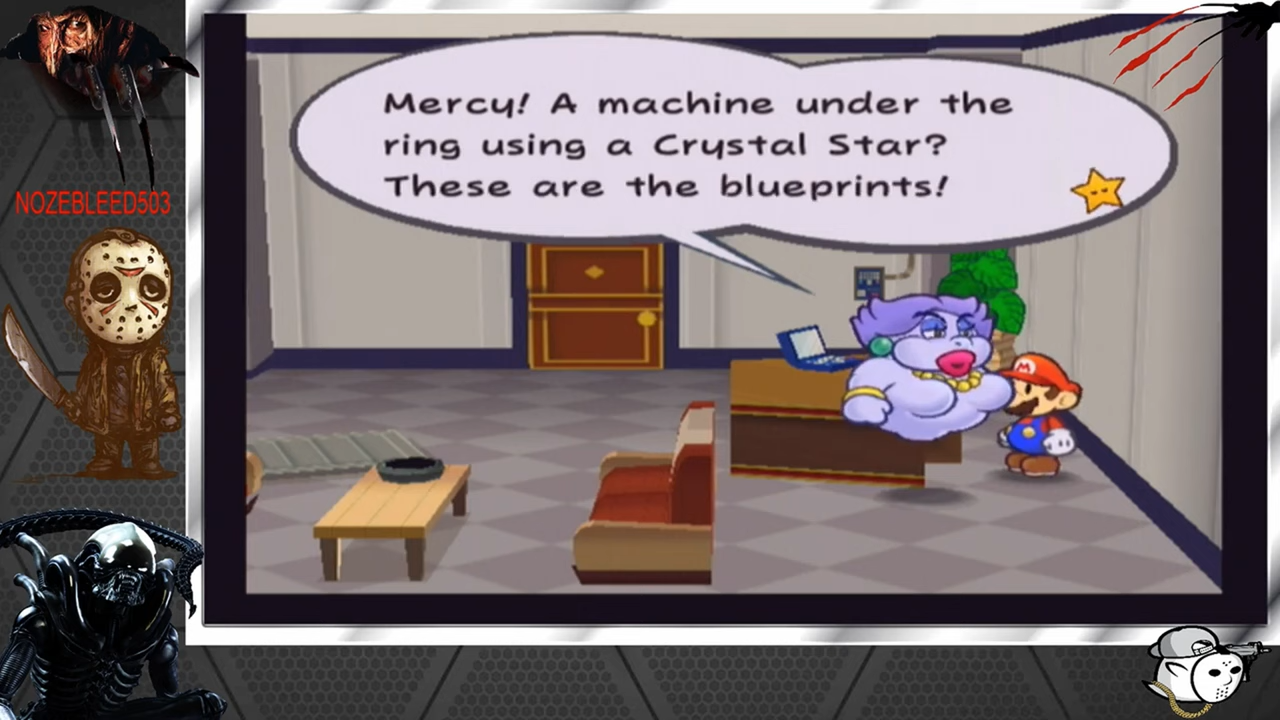 Mercy! A machine under the
ring using a Crystal Star?
These are the blueprints!
NOZEBLEED503
M